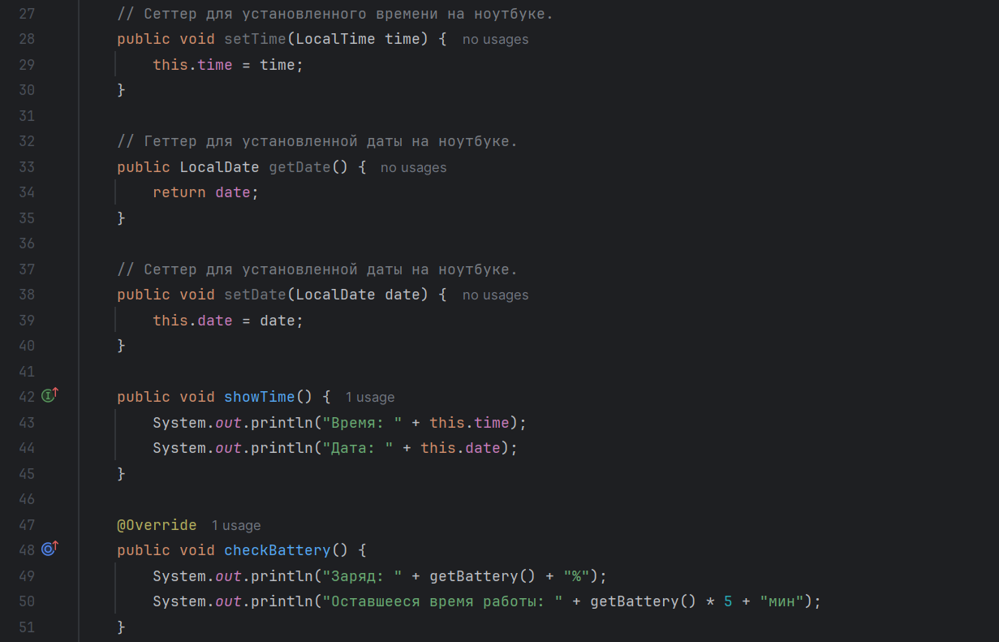 27 // Сеттер для установленного времени на ноутбуке.
28 public void setTime(LocalTime time) { no usages
29 this.time = time;
30 }
31
32 // Геттер для установленной даты на ноутбуке.
33 public LocalDate getDate() { no usages
34 return date;
35 }
36
37 // Сеттер для установленной даты на ноутбуке.
38 public void setDate(LocalDate date) { no usages
39 this.date = date;
40 }
41
42 public void showTime() { 1 usage
43 System.out.println("Время: " + this.time);
44 System.out.println("Дата: " + this.date);
45 }
46
47 @Override 1 usage
48 public void checkBattery() {
49 System.out.println("Заряд: " + getBattery() + "%");
50 System.out.println("Оставшееся время работы: " + getBattery() * 5 + "мин");
51 }